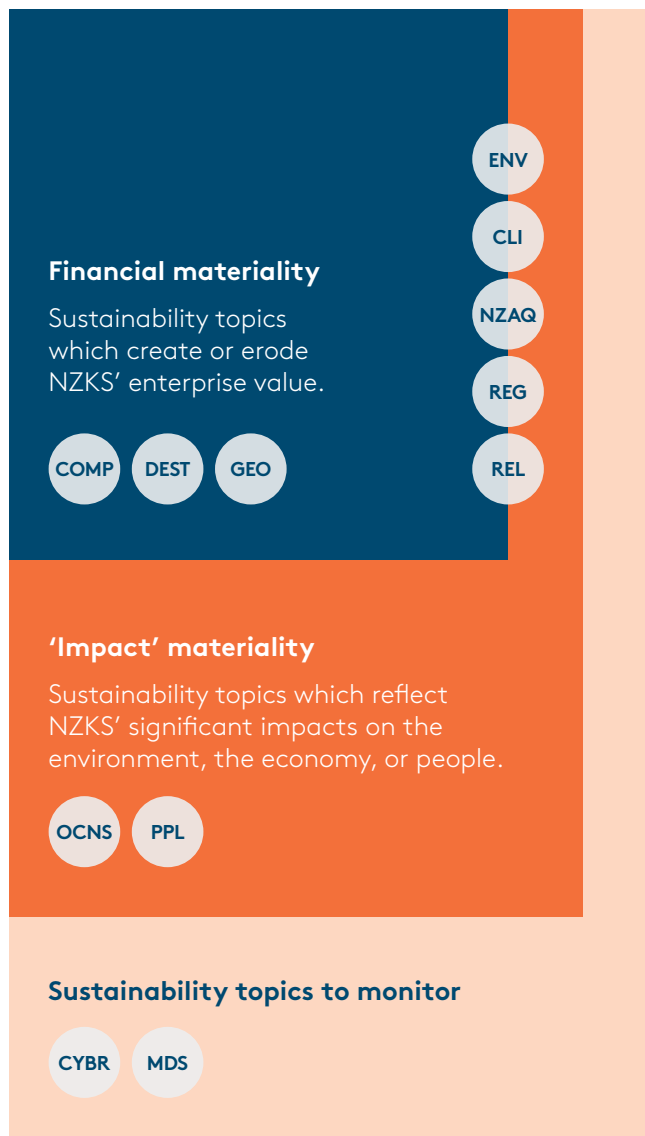 ENV
CLI
Financial materiality
Sustainability topics
which create or erode
NZKS’ enterprise value.
NZAQ
REG
COMP DEST GEO
REL
‘Impact’ materiality
Sustainability topics which reflect
NZKS’ significant impacts on the
environment, the economy, or people.
OCNS PPL
Sustainability topics to monitor
CYBR MDS